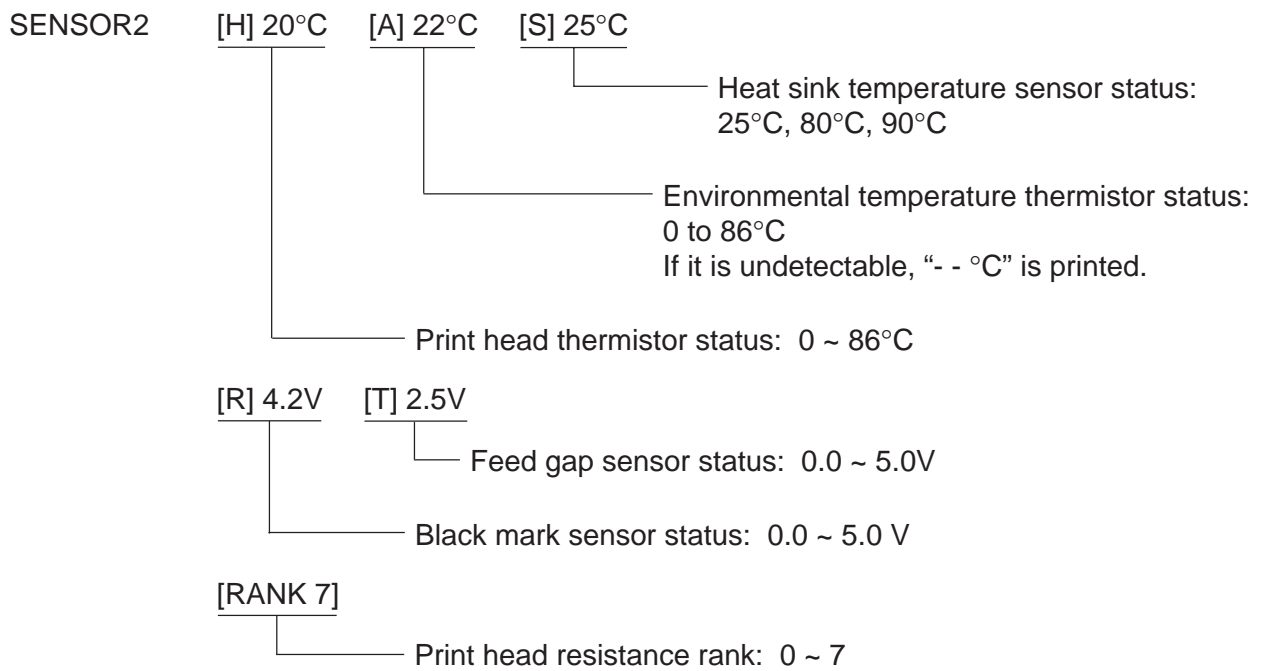 SENSOR2 [H] 20°C [A] 22°C [S] 25°C
Heat sink temperature sensor status:
25°C, 80°C, 90°C
Environmental temperature thermistor status:
0 to 86°C
If it is undetectable, “- - °C” is printed.
Print head thermistor status: 0 ~ 86°C
[R] 4.2V [T] 2.5V
Feed gap sensor status: 0.0 ~ 5.0V
Black mark sensor status: 0.0 ~ 5.0 V
[RANK 7]
Print head resistance rank: 0 ~ 7